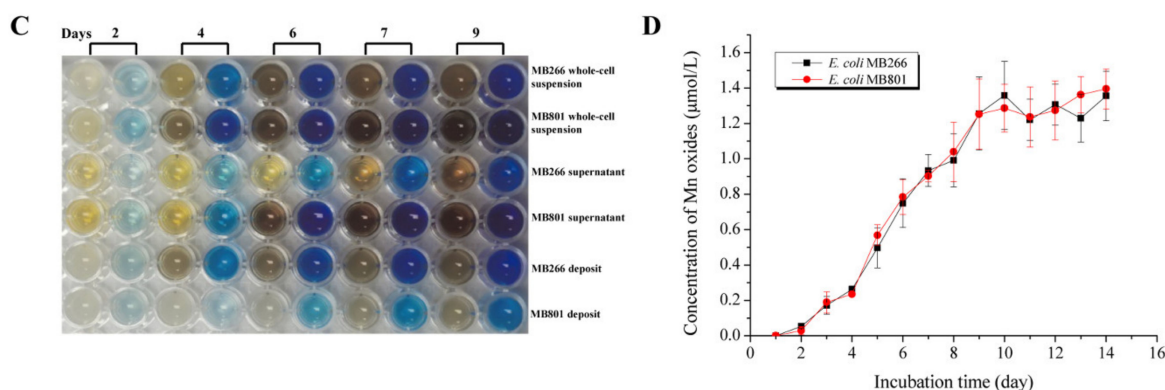 C
Days 2 4 6 7 9
MB266 whole-cell
suspension
MB801 whole-cell
suspension
MB266 supernatant
MB801 supernatant
MB266 deposit
MB801 deposit
D
Concentration of Mn oxides (μmol/L)
1.6
1.4
1.2
1.0
0.8
0.6
0.4
0.2
0.0
E. coli MB266
E. coli MB801
2 4 6 8 10 12 14 16
Incubation time (day)